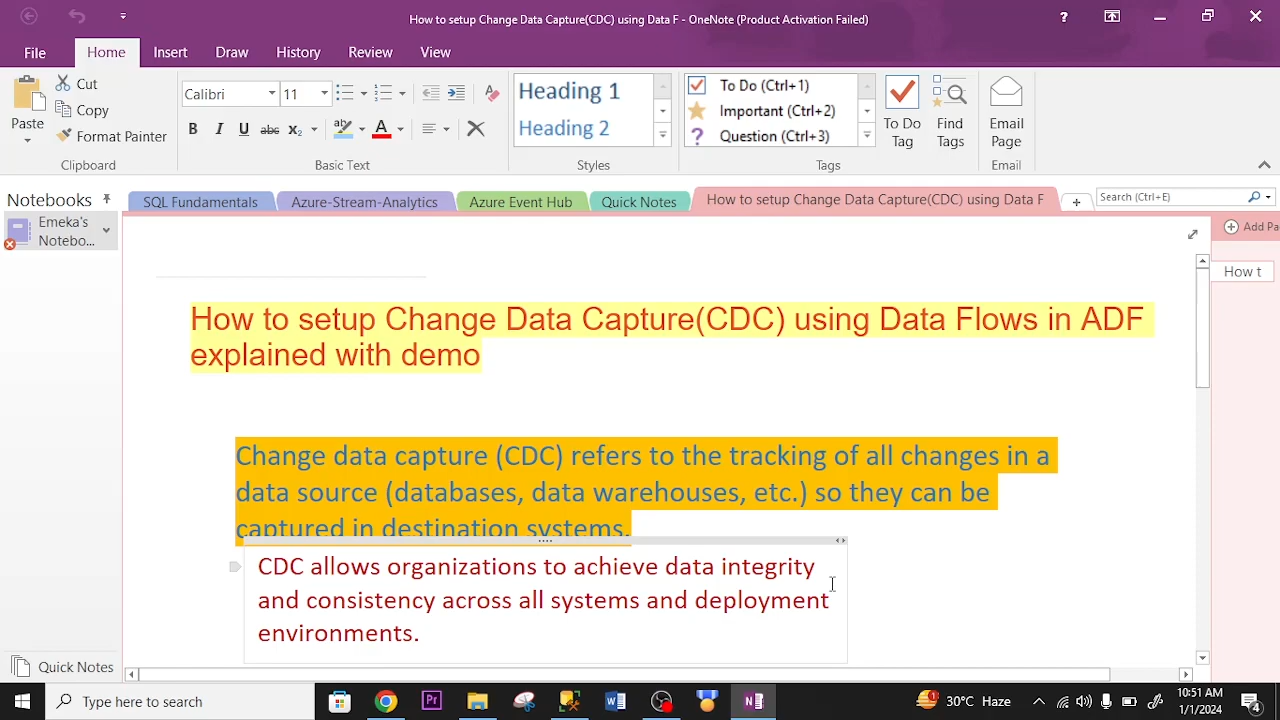 How to setup Change Data Capture(CDC) using Data F - OneNote (Product Activation Failed)
File Home Insert Draw History Review View
Paste
Cut
Copy
Format Painter
Clipboard
Calibri 11
B I U abc X₂ A
Basic Text
Heading 1
Heading 2
Styles
To Do (Ctrl+1)
Important (Ctrl+2)
Question (Ctrl+3)
To Do Tag
Find Tags
Tags
Email Page
Email
Notebooks
SQL Fundamentals
Azure-Stream-Analytics
Azure Event Hub
Quick Notes
How to setup Change Data Capture(CDC) using Data F
Search (Ctrl+E)
Emeka's
Notebo...
Add Pa
How t
How to setup Change Data Capture(CDC) using Data Flows in ADF
explained with demo
Change data capture (CDC) refers to the tracking of all changes in a
data source (databases, data warehouses, etc.) so they can be
captured in destination systems.
CDC allows organizations to achieve data integrity
and consistency across all systems and deployment
environments.
Quick Notes
Type here to search
30°C Haze
10:51 AM
1/1/2024
4